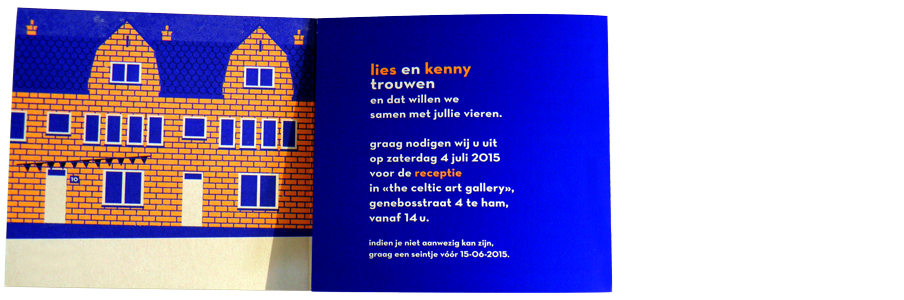 10
lies en kenny
trouwen
en dat willen we
samen met jullie vieren.
graag nodigen wij u uit
op zaterdag 4 juli 2015
voor de receptie
in «the celtic art gallery»,
genebosstraat 4 te ham,
vanaf 14 u.
indien je niet aanwezig kan zijn,
graag een seintje vóór 15-06-2015.